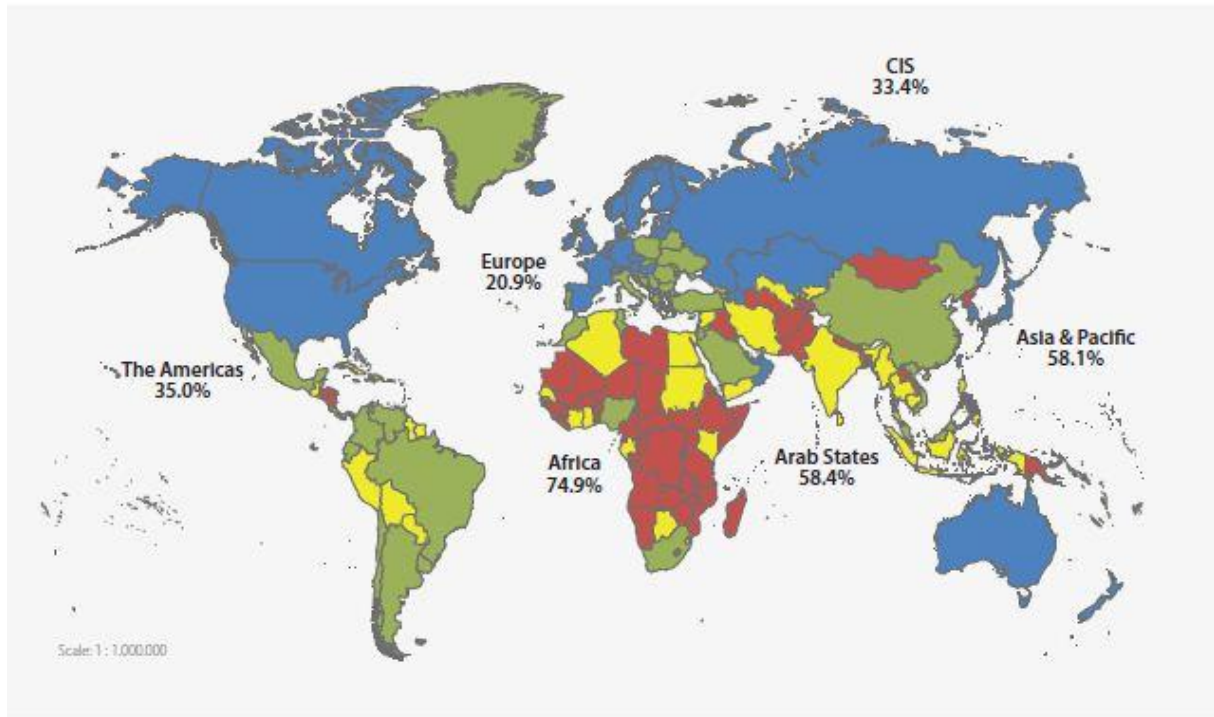 CIS
33.4%
Europe
20.9%
Asia & Pacific
58.1%
The Americas
35.0%
Africa
74.9%
Arab States
58.4%
Scale: 1 : 1,000.000